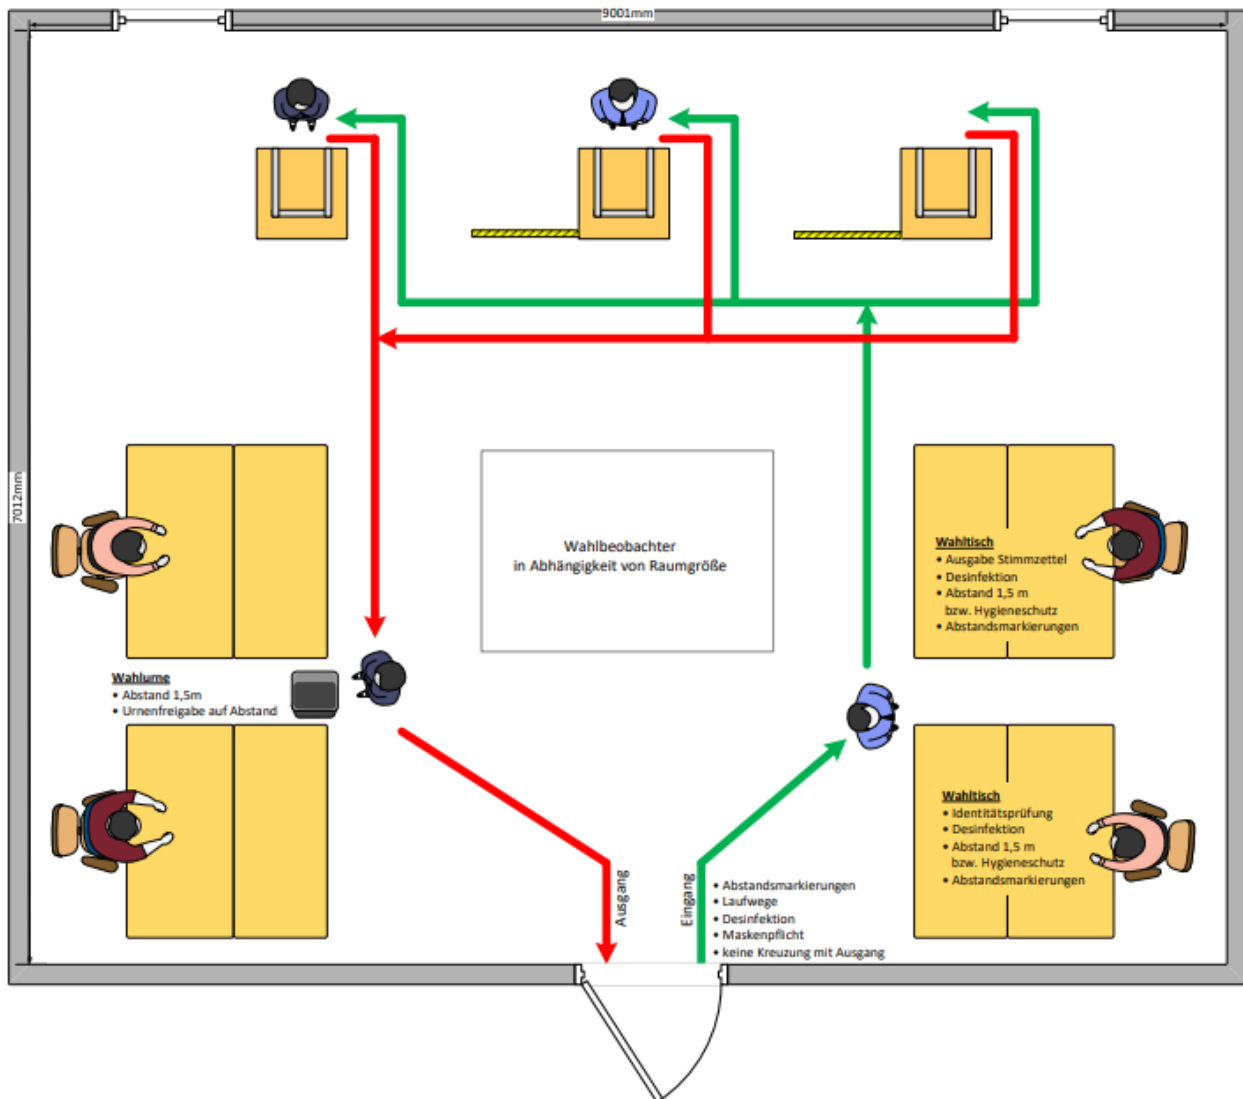 9001mm
7012mm
Wahlbeobachter
in Abhängigkeit von Raumgröße
Wahltisch
• Ausgabe Stimmzettel
• Desinfektion
• Abstand 1,5 m
bzw. Hygieneschutz
• Abstandsmarkierungen
Wahlurne
• Abstand 1,5m
• Urnenfreigabe auf Abstand
Wahltisch
• Identitätsprüfung
• Desinfektion
• Abstand 1,5 m
bzw. Hygieneschutz
• Abstandsmarkierungen
Ausgang
Eingang
• Abstandsmarkierungen
• Laufwege
• Desinfektion
• Maskenpflicht
• keine Kreuzung mit Ausgang